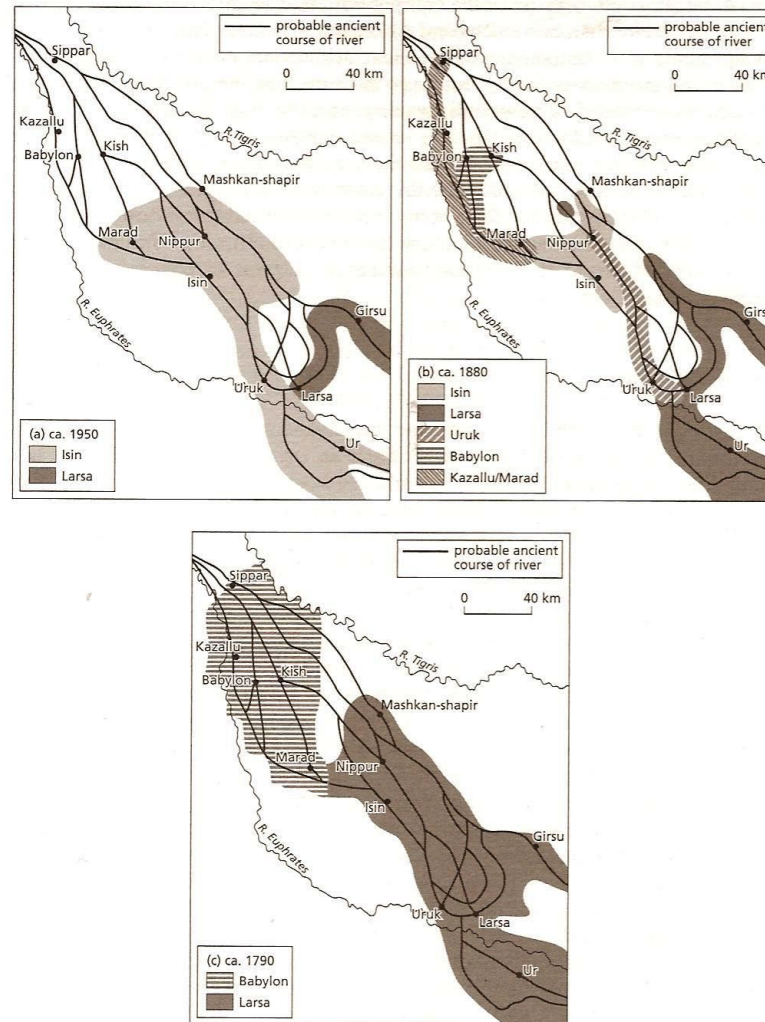 probable ancient
course of river
0 40 km
Sippar
R. Tigris
Kazallu
Babylon
Kish
Mashkan-shapir
Marad
Nippur
Isin
R. Euphrates
Girsu
Uruk
Larsa
Ur
(a) ca. 1950
Isin
Larsa
probable ancient
course of river
0 40 km
Sippar
R. Tigris
Kazallu
Babylon
Kish
Mashkan-shapir
Marad
Nippur
Isin
R. Euphrates
Girsu
Uruk
Larsa
Ur
(b) ca. 1880
Isin
Larsa
Uruk
Babylon
Kazallu/Marad
probable ancient
course of river
0 40 km
Sippar
R. Tigris
Kazallu
Babylon
Kish
Mashkan-shapir
Marad
Nippur
Isin
R. Euphrates
Girsu
Uruk
Larsa
Ur
(c) ca. 1790
Babylon
Larsa